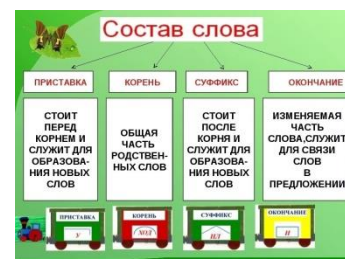 Состав слова
ПРИСТАВКА
КОРЕНЬ
СУФФИКС
ОКОНЧАНИЕ
СТОИТ
ПЕРЕД
КОРНЕМ И
СЛУЖИТ ДЛЯ
ОБРАЗОВА-
НИЯ НОВЫХ
СЛОВ
ОБЩАЯ
ЧАСТЬ
РОДСТВЕН-
НЫХ СЛОВ
СТОИТ
ПОСЛЕ
КОРНЯ И
СЛУЖИТ ДЛЯ
ОБРАЗОВА-
НИЯ НОВЫХ
СЛОВ
ИЗМЕНЯЕМАЯ
ЧАСТЬ
СЛОВА,СЛУЖИТ
ДЛЯ СВЯЗИ
СЛОВ
В
ПРЕДЛОЖЕНИИ
ПРИСТАВКА
У
КОРЕНЬ
ХОД
СУФФИКС
ИЛ
ОКОНЧАНИЕ
И